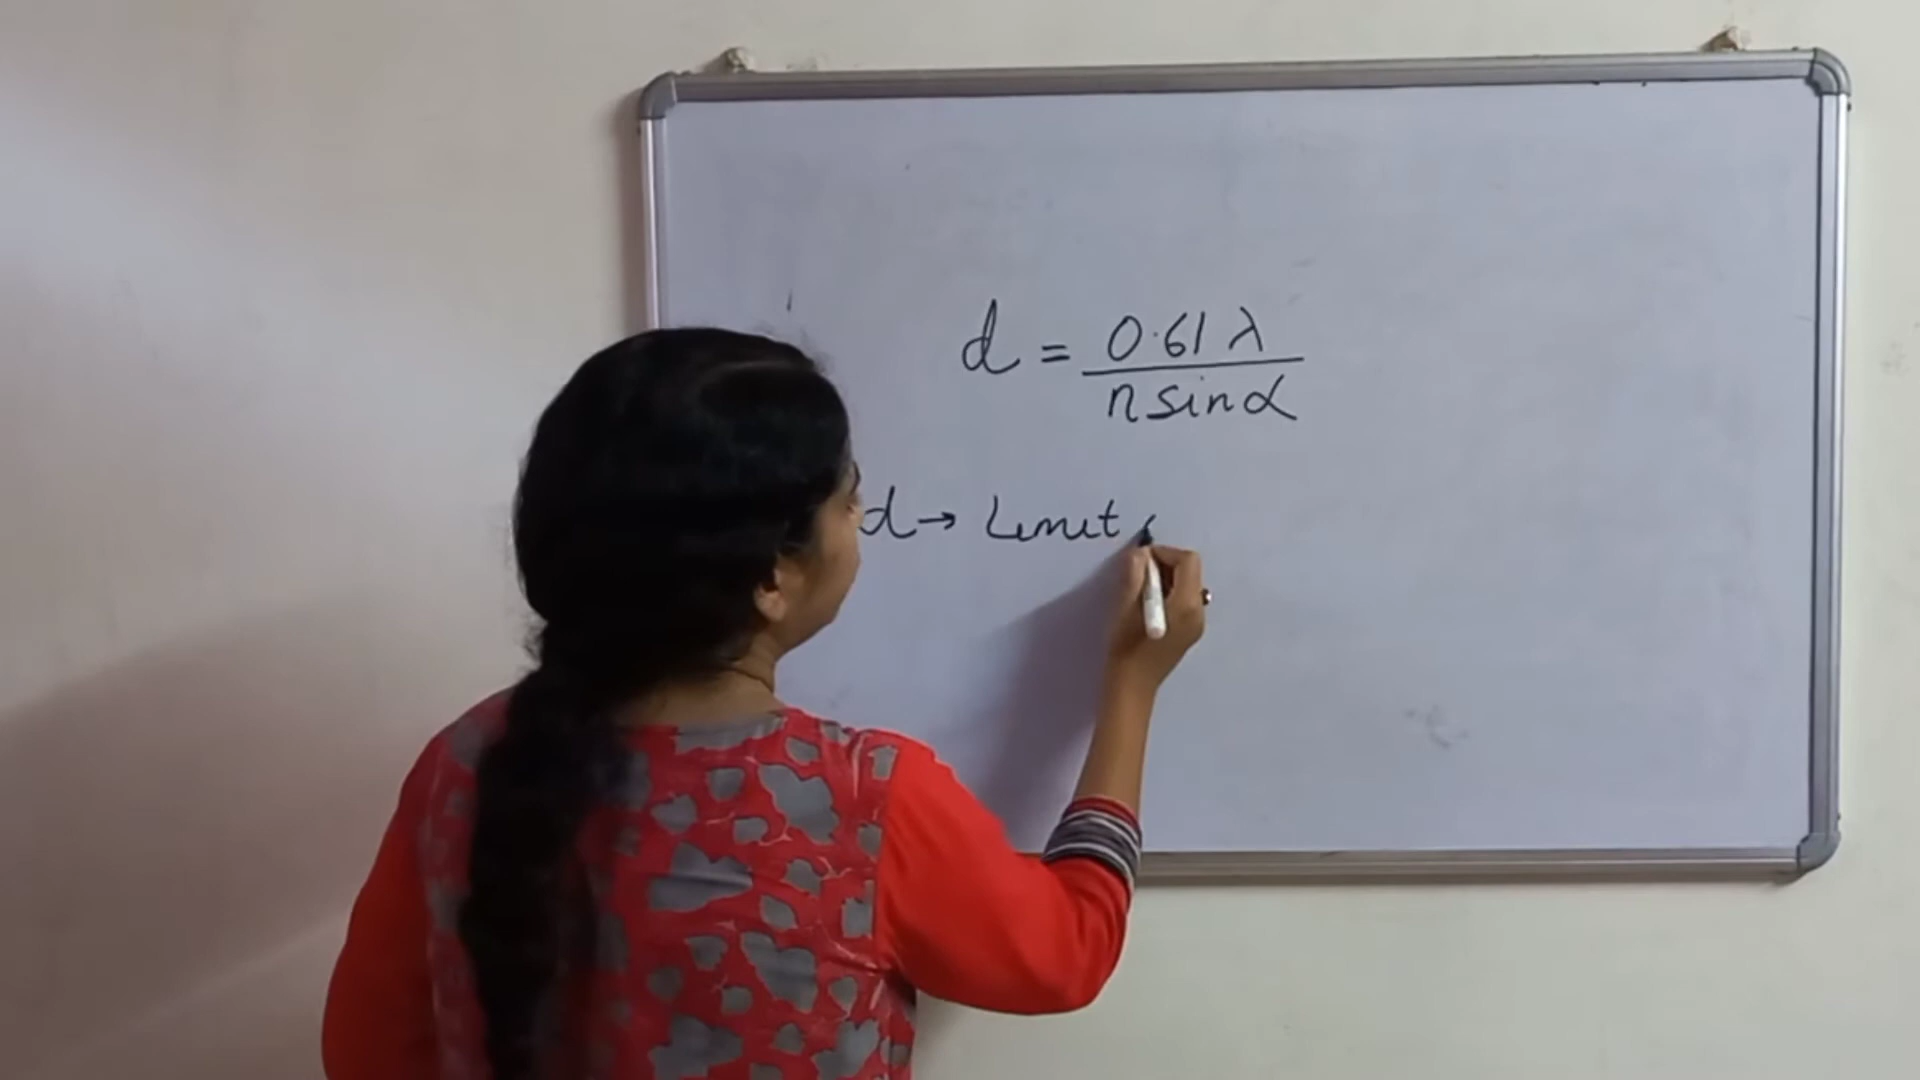 d = 0.61 λ / n sin α
d → Limit